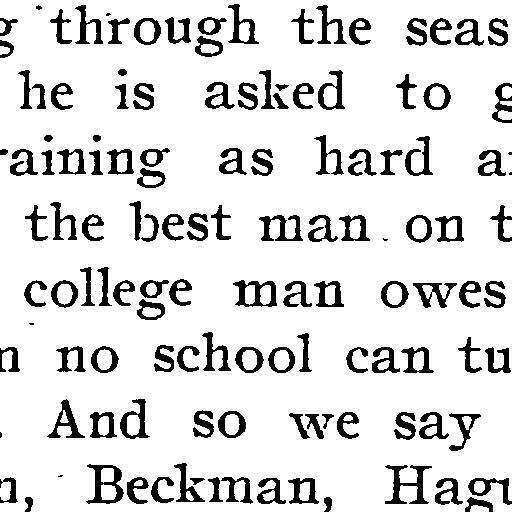 g through the seas
he is asked to g
raining as hard a
the best man on t
college man owes
n no school can tu
. And so we say
n, Beckman, Hagu